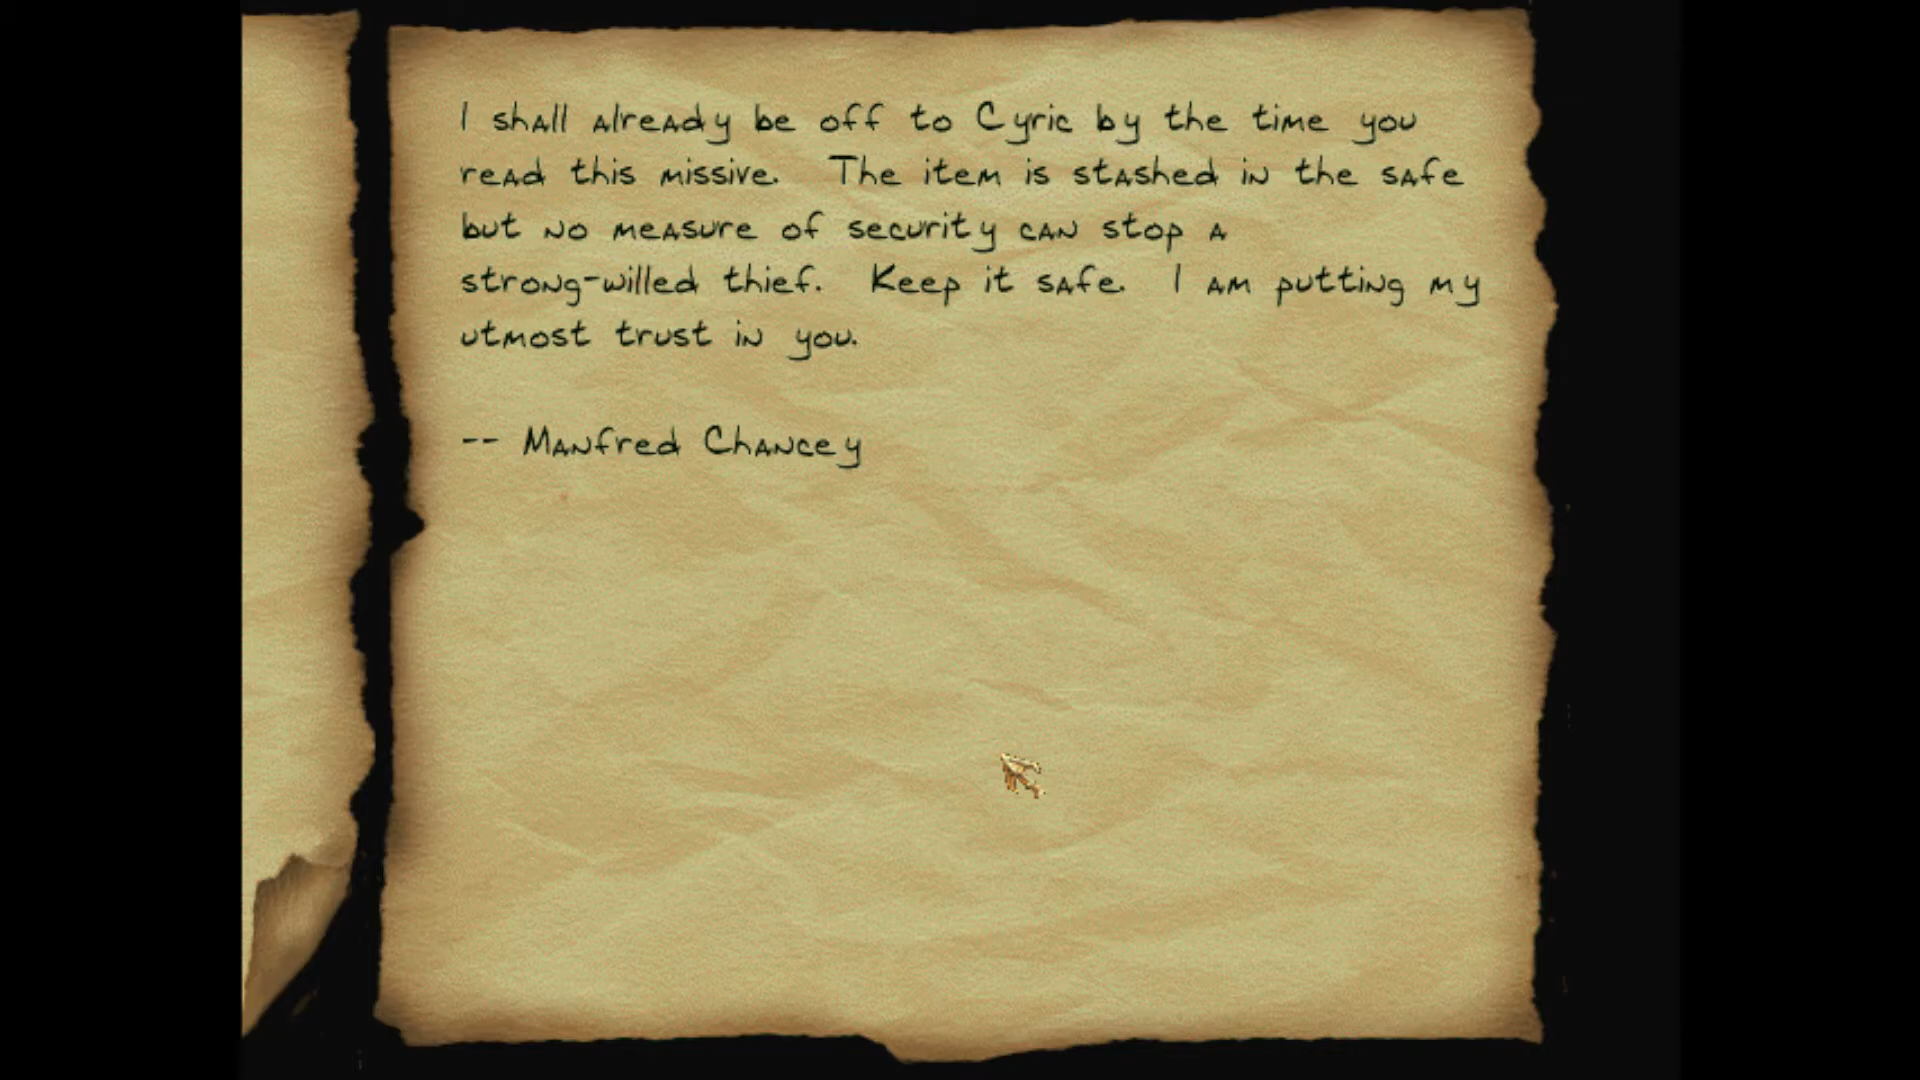 I shall already be off to Cyric by the time you
read this missive.  The item is stashed in the safe
but no measure of security can stop a
strong-willed thief.  Keep it safe.  I am putting my
utmost trust in you.
-- Manfred Chancey